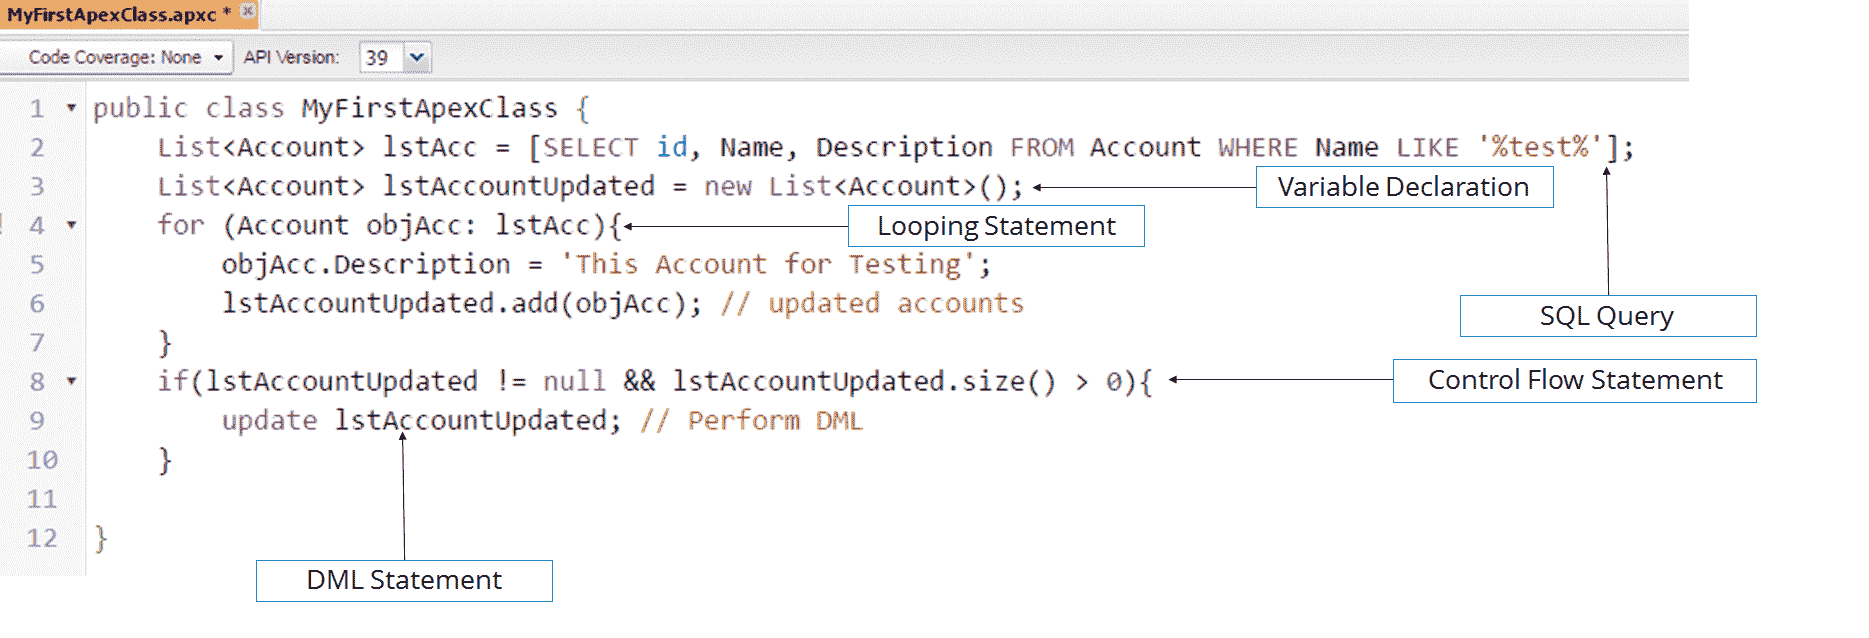 MyFirstApexClass.apxc *
Code Coverage: None API Version: 39
1 public class MyFirstApexClass {
2 List<Account> lstAcc = [SELECT id, Name, Description FROM Account WHERE Name LIKE '%test%'];
3 List<Account> lstAccountUpdated = new List<Account>(); Variable Declaration
! 4 for (Account objAcc: lstAcc){ Looping Statement
5 objAcc.Description = 'This Account for Testing';
6 lstAccountUpdated.add(objAcc); // updated accounts
SQL Query
7 }
8 if(lstAccountUpdated != null && lstAccountUpdated.size() > 0){ Control Flow Statement
9 update lstAccountUpdated; // Perform DML
10 }
11
12 }
DML Statement